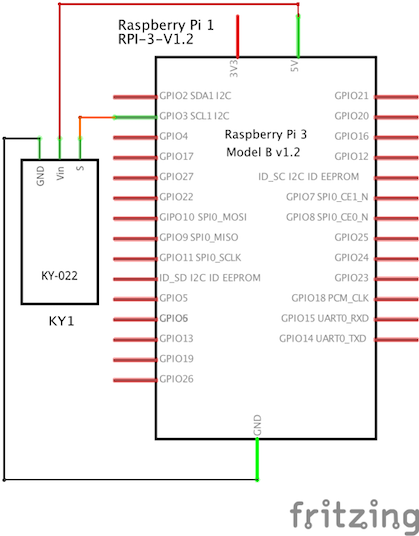 Raspberry Pi 1
RPI-3-V1.2
3V3
5V
GPIO2 SDA1 I2C
GPIO3 SCL1 I2C
GPIO4
GPIO17
GPIO27
GPIO22
GPIO10 SPI0_MOSI
GPIO9 SPI0_MISO
GPIO11 SPI0_SCLK
ID_SD I2C ID EEPROM
GPIO5
GPIO6
GPIO13
GPIO19
GPIO26
Raspberry Pi 3
Model B v1.2
GPIO21
GPIO20
GPIO16
GPIO12
ID_SC I2C ID EEPROM
GPIO7 SPI0_CE1_N
GPIO8 SPI0_CE0_N
GPIO25
GPIO24
GPIO23
GPIO18 PCM_CLK
GPIO15 UART0_RXD
GPIO14 UART0_TXD
GND
GND
Vin
S
KY-022
KY1
fritzing